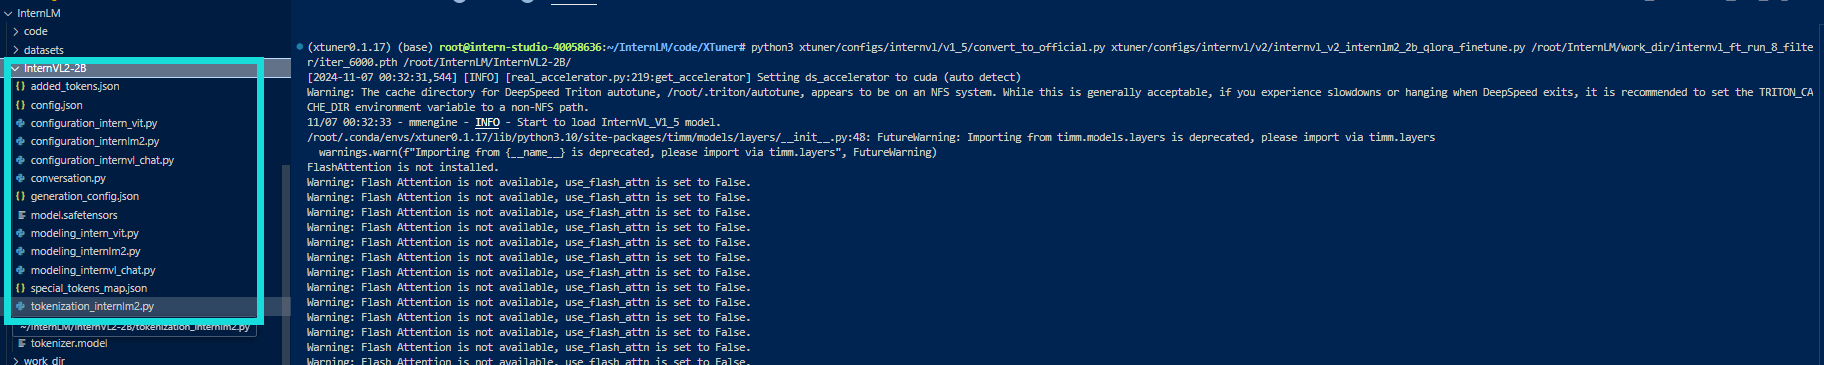 InternLM
code
datasets
InternVL2-2B
added_tokens.json
config.json
configuration_intern_vit.py
configuration_internlm2.py
configuration_internvl_chat.py
conversation.py
generation_config.json
model.safetensors
modeling_intern_vit.py
modeling_internlm2.py
modeling_internvl_chat.py
special_tokens_map.json
tokenization_internlm2.py
~/InternLM/InternVL2-2B/tokenization_internlm2.py
tokenizer.model
work_dir
(xtuner0.1.17) (base) root@intern-studio-40058636:~/InternLM/code/XTuner# python3 xtuner/configs/internvl/v1_5/convert_to_official.py xtuner/configs/internvl/v2/internvl_v2_internlm2_2b_qlora_finetune.py /root/InternLM/work_dir/internvl_ft_run_8_filte
r/iter_6000.pth /root/InternLM/InternVL2-2B/
[2024-11-07 00:32:31,544] [INFO] [real_accelerator.py:219:get_accelerator] Setting ds_accelerator to cuda (auto detect)
Warning: The cache directory for DeepSpeed Triton autotune, /root/.triton/autotune, appears to be on an NFS system. While this is generally acceptable, if you experience slowdowns or hanging when DeepSpeed exits, it is recommended to set the TRITON_CA
CHE_DIR environment variable to a non-NFS path.
11/07 00:32:33 - mmengine - INFO - Start to load InternVL_V1_5 model.
/root/.conda/envs/xtuner0.1.17/lib/python3.10/site-packages/timm/models/layers/__init__.py:48: FutureWarning: Importing from timm.models.layers is deprecated, please import via timm.layers
warnings.warn(f"Importing from {__name__} is deprecated, please import via timm.layers", FutureWarning)
FlashAttention is not installed.
Warning: Flash Attention is not available, use_flash_attn is set to False.
Warning: Flash Attention is not available, use_flash_attn is set to False.
Warning: Flash Attention is not available, use_flash_attn is set to False.
Warning: Flash Attention is not available, use_flash_attn is set to False.
Warning: Flash Attention is not available, use_flash_attn is set to False.
Warning: Flash Attention is not available, use_flash_attn is set to False.
Warning: Flash Attention is not available, use_flash_attn is set to False.
Warning: Flash Attention is not available, use_flash_attn is set to False.
Warning: Flash Attention is not available, use_flash_attn is set to False.
Warning: Flash Attention is not available, use_flash_attn is set to False.
Warning: Flash Attention is not available, use_flash_attn is set to False.
Warning: Flash Attention is not available, use_flash_attn is set to False.
Warning: Flash Attention is not available, use_flash_attn is set to False.